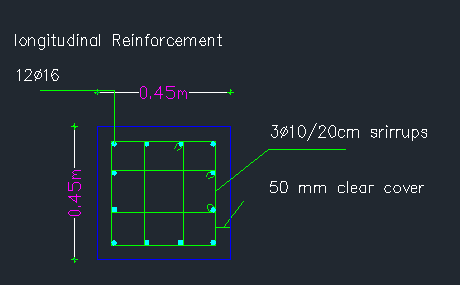 longitudinal Reinforcement
12ø16
0.45m
3ø10/20cm srirrups
0.45m
50 mm clear cover